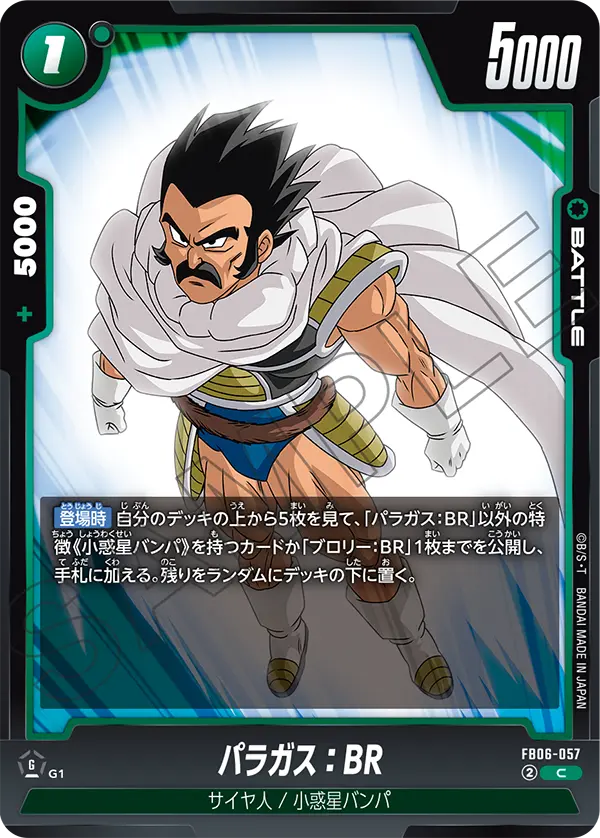 1
5000
+ 5000
BATTLE
SAMPLE
登場時 自分のデッキの上から5枚を見て、「パラガス:BR」以外の特
徴《小惑星バンパ》を持つカードか「ブロリー:BR」1枚までを公開し、
手札に加える。残りをランダムにデッキの下に置く。
©B/S・T BANDAI MADE IN JAPAN
G G1
パラガス:BR
FB06-057
② C
サイヤ人 / 小惑星バンパ